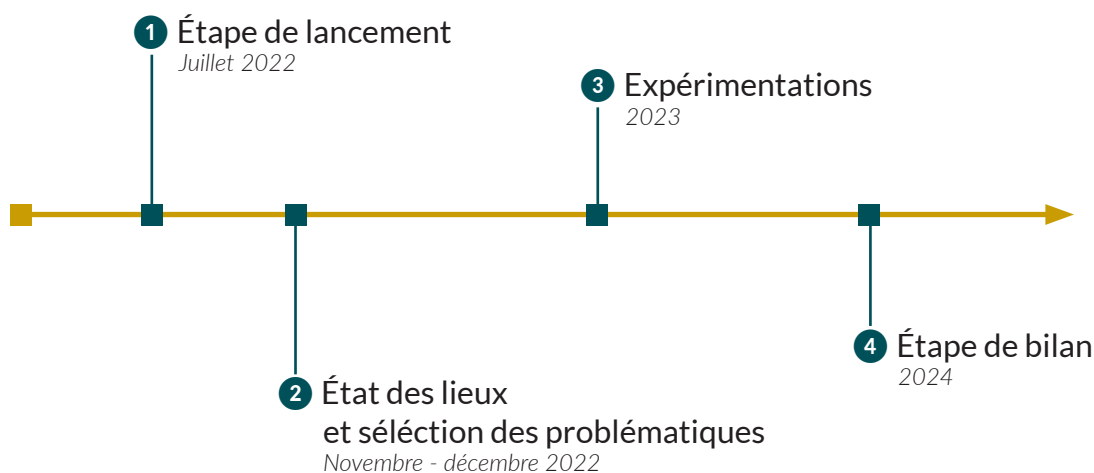 1 Étape de lancement
Juillet 2022
2 État des lieux
et séléction des problématiques
Novembre - décembre 2022
3 Expérimentations
2023
4 Étape de bilan
2024